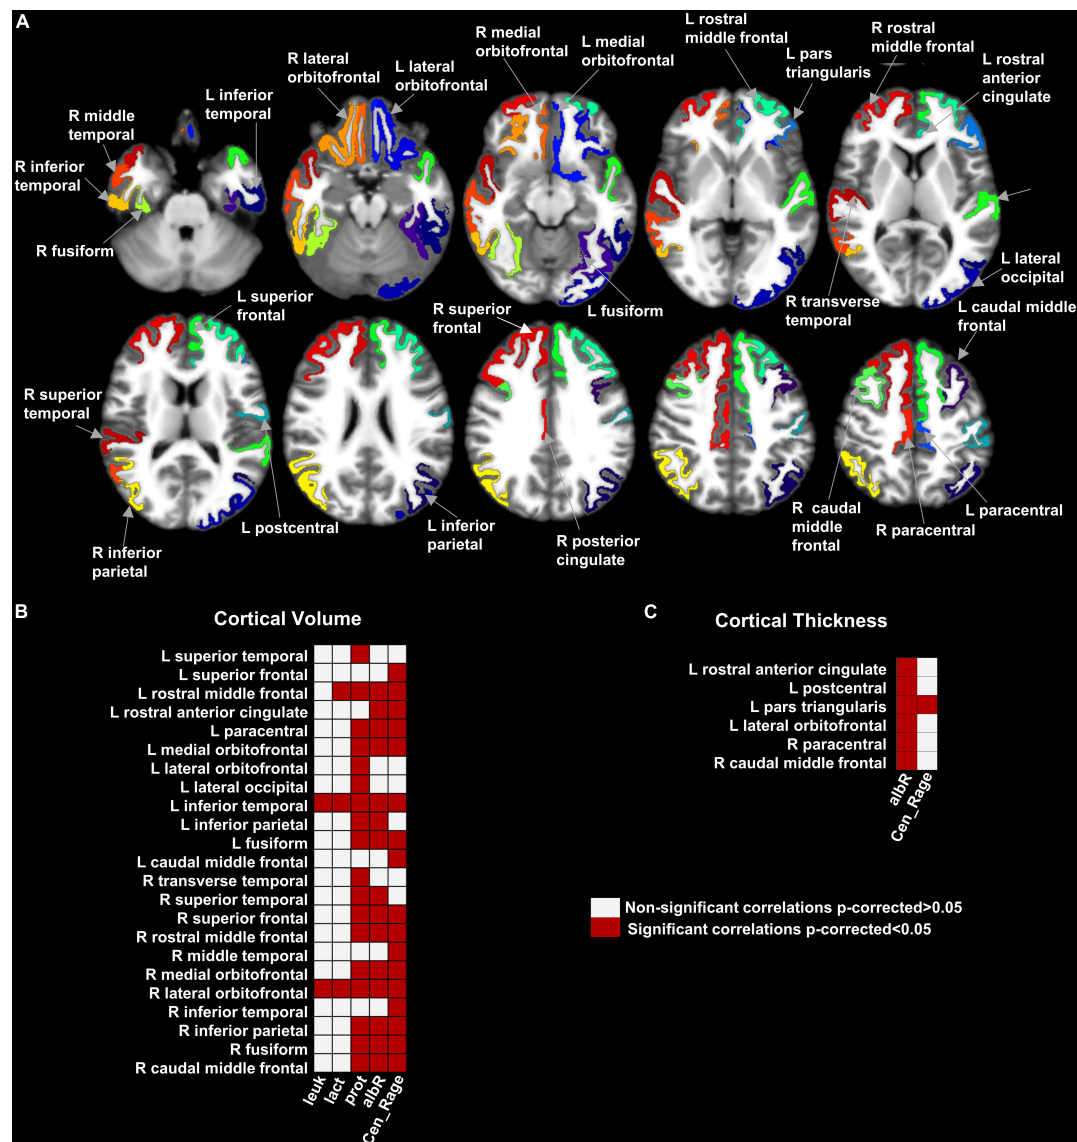 A
R middle
temporal
R inferior
temporal
R fusiform
L inferior
temporal
R lateral
orbitofrontal
L lateral
orbitofrontal
R medial
orbitofrontal
L medial
orbitofrontal
L fusiform
L rostral
middle frontal
L pars
triangularis
R rostral
middle frontal
L rostral
anterior
cingulate
R transverse
temporal
L lateral
occipital
L superior
frontal
R superior
temporal
R inferior
parietal
L postcentral
L inferior
parietal
R superior
frontal
R posterior
cingulate
L caudal middle
frontal
R caudal
middle
frontal
R paracentral
L paracentral
B
Cortical Volume
L superior temporal
L superior frontal
L rostral middle frontal
L rostral anterior cingulate
L paracentral
L medial orbitofrontal
L lateral orbitofrontal
L lateral occipital
L inferior temporal
L inferior parietal
L fusiform
L caudal middle frontal
R transverse temporal
R superior temporal
R superior frontal
R rostral middle frontal
R middle temporal
R medial orbitofrontal
R lateral orbitofrontal
R inferior temporal
R inferior parietal
R fusiform
R caudal middle frontal
leuk
lact
prot
albR
Cen_Rage
C
Cortical Thickness
L rostral anterior cingulate
L postcentral
L pars triangularis
L lateral orbitofrontal
R paracentral
R caudal middle frontal
albR
Cen_Rage
Non-significant correlations p-corrected>0.05
Significant correlations p-corrected<0.05